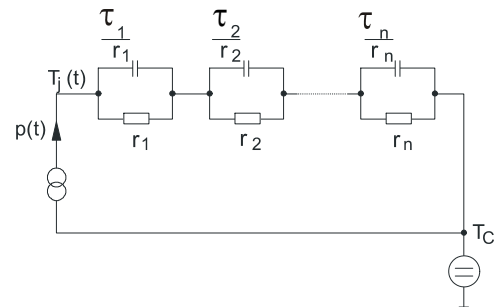 τ1 τ2 τn
r1 r2 rn
Tj (t)
p(t)
r1 r2 rn
TC